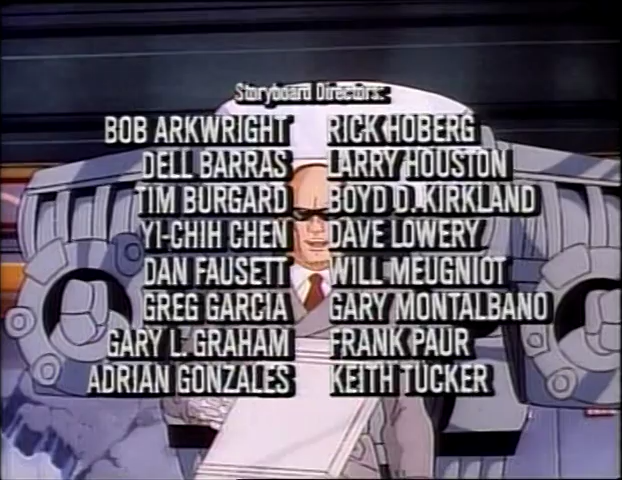 Storyboard Directors:
BOB ARKWRIGHT RICK HOBERG
DELL BARRAS LARRY HOUSTON
TIM BURGARD BOYD D. KIRKLAND
YI-CHIH CHEN DAVE LOWERY
DAN FAUSETT WILL MEUGNIOT
GREG GARCIA GARY MONTALBANO
GARY L. GRAHAM FRANK PAUR
ADRIAN GONZALES KEITH TUCKER